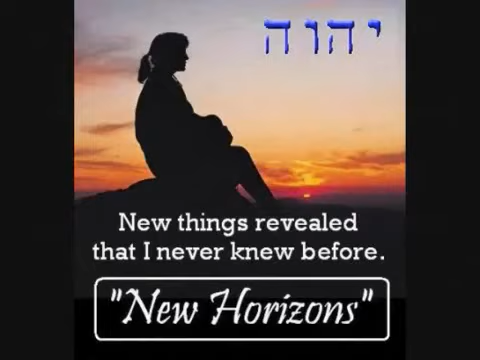 יהוה
New things revealed
that I never knew before.
"New Horizons"